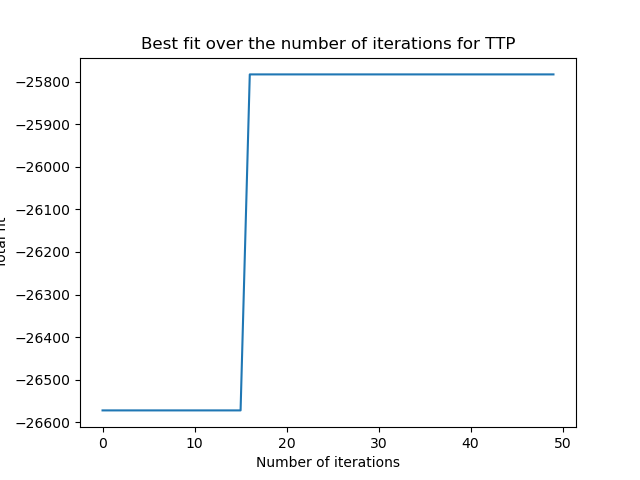 Best fit over the number of iterations for TTP
Total fit
−25800
−25900
−26000
−26100
−26200
−26300
−26400
−26500
−26600
0 10 20 30 40 50
Number of iterations